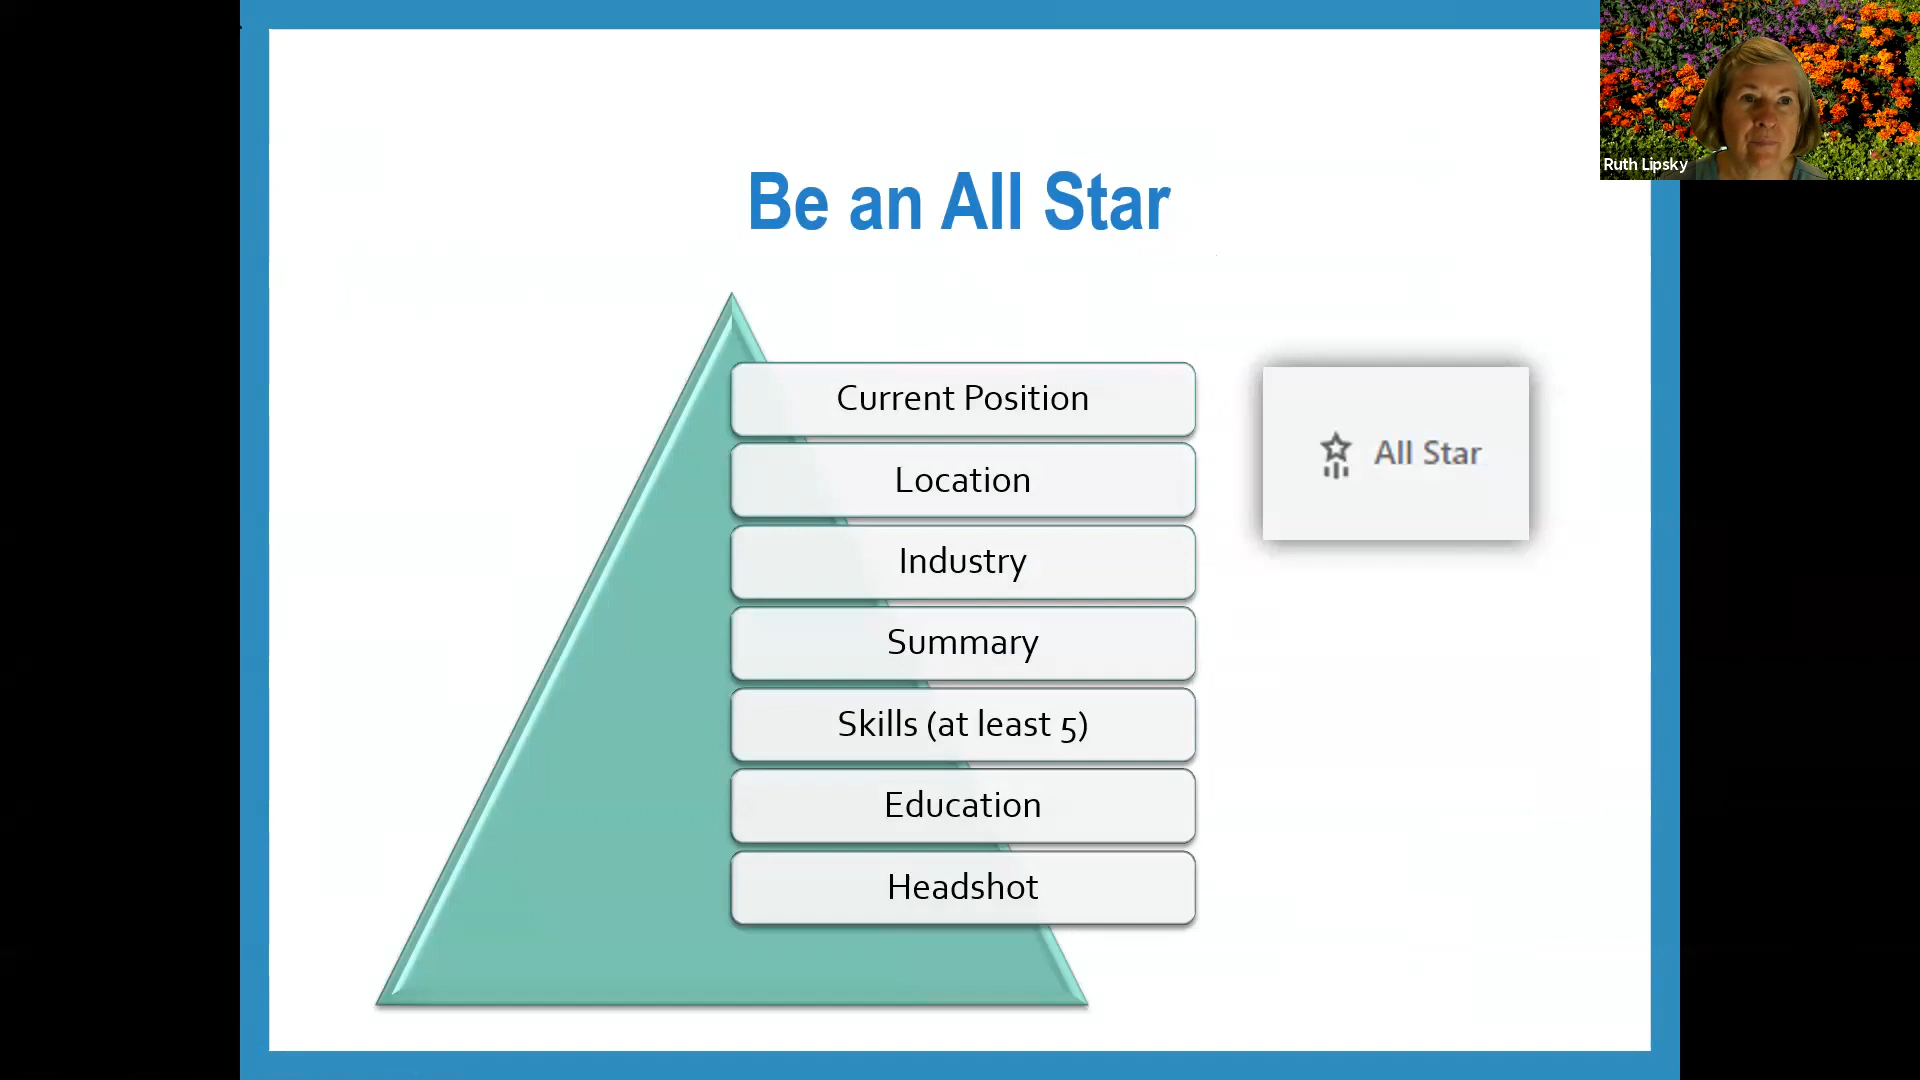 Be an All Star
Ruth Lipsky
Current Position
Location
Industry
Summary
Skills (at least 5)
Education
Headshot
All Star